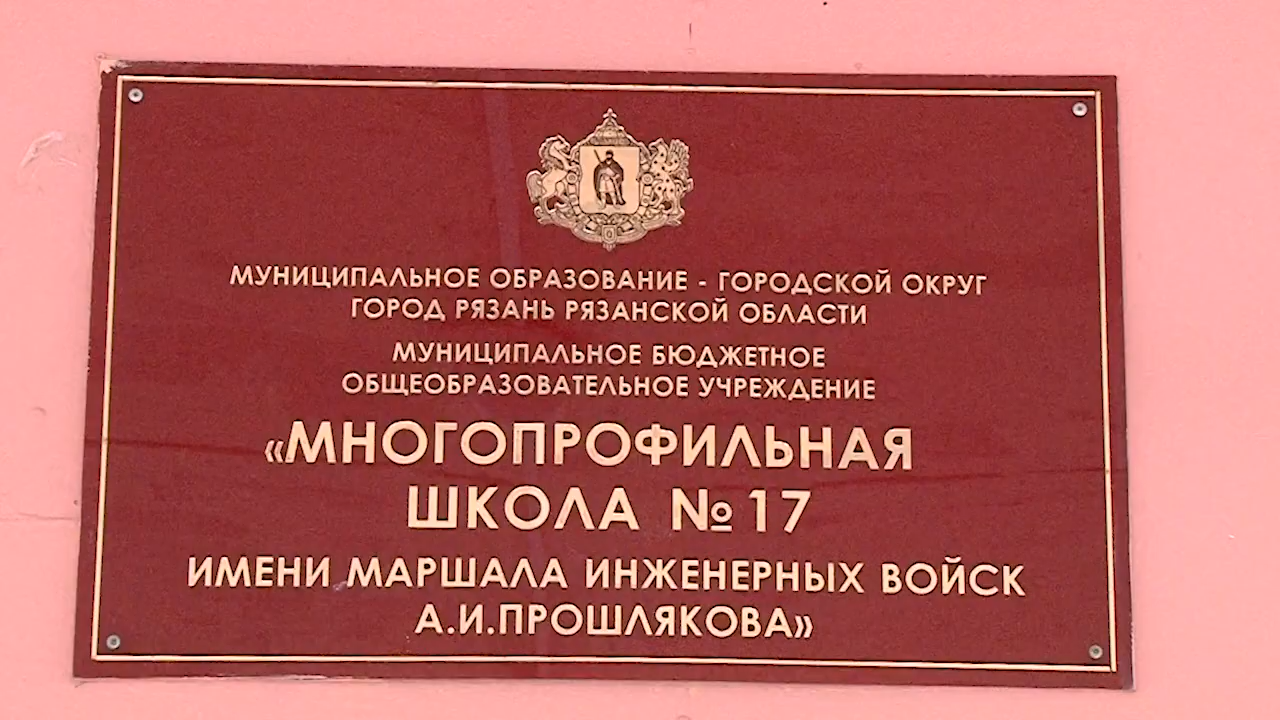 МУНИЦИПАЛЬНОЕ ОБРАЗОВАНИЕ - ГОРОДСКОЙ ОКРУГ
ГОРОД РЯЗАНЬ РЯЗАНСКОЙ ОБЛАСТИ
МУНИЦИПАЛЬНОЕ БЮДЖЕТНОЕ
ОБЩЕОБРАЗОВАТЕЛЬНОЕ УЧРЕЖДЕНИЕ
«МНОГОПРОФИЛЬНАЯ
ШКОЛА №17
ИМЕНИ МАРШАЛА ИНЖЕНЕРНЫХ ВОЙСК
А.И.ПРОШЛЯКОВА»